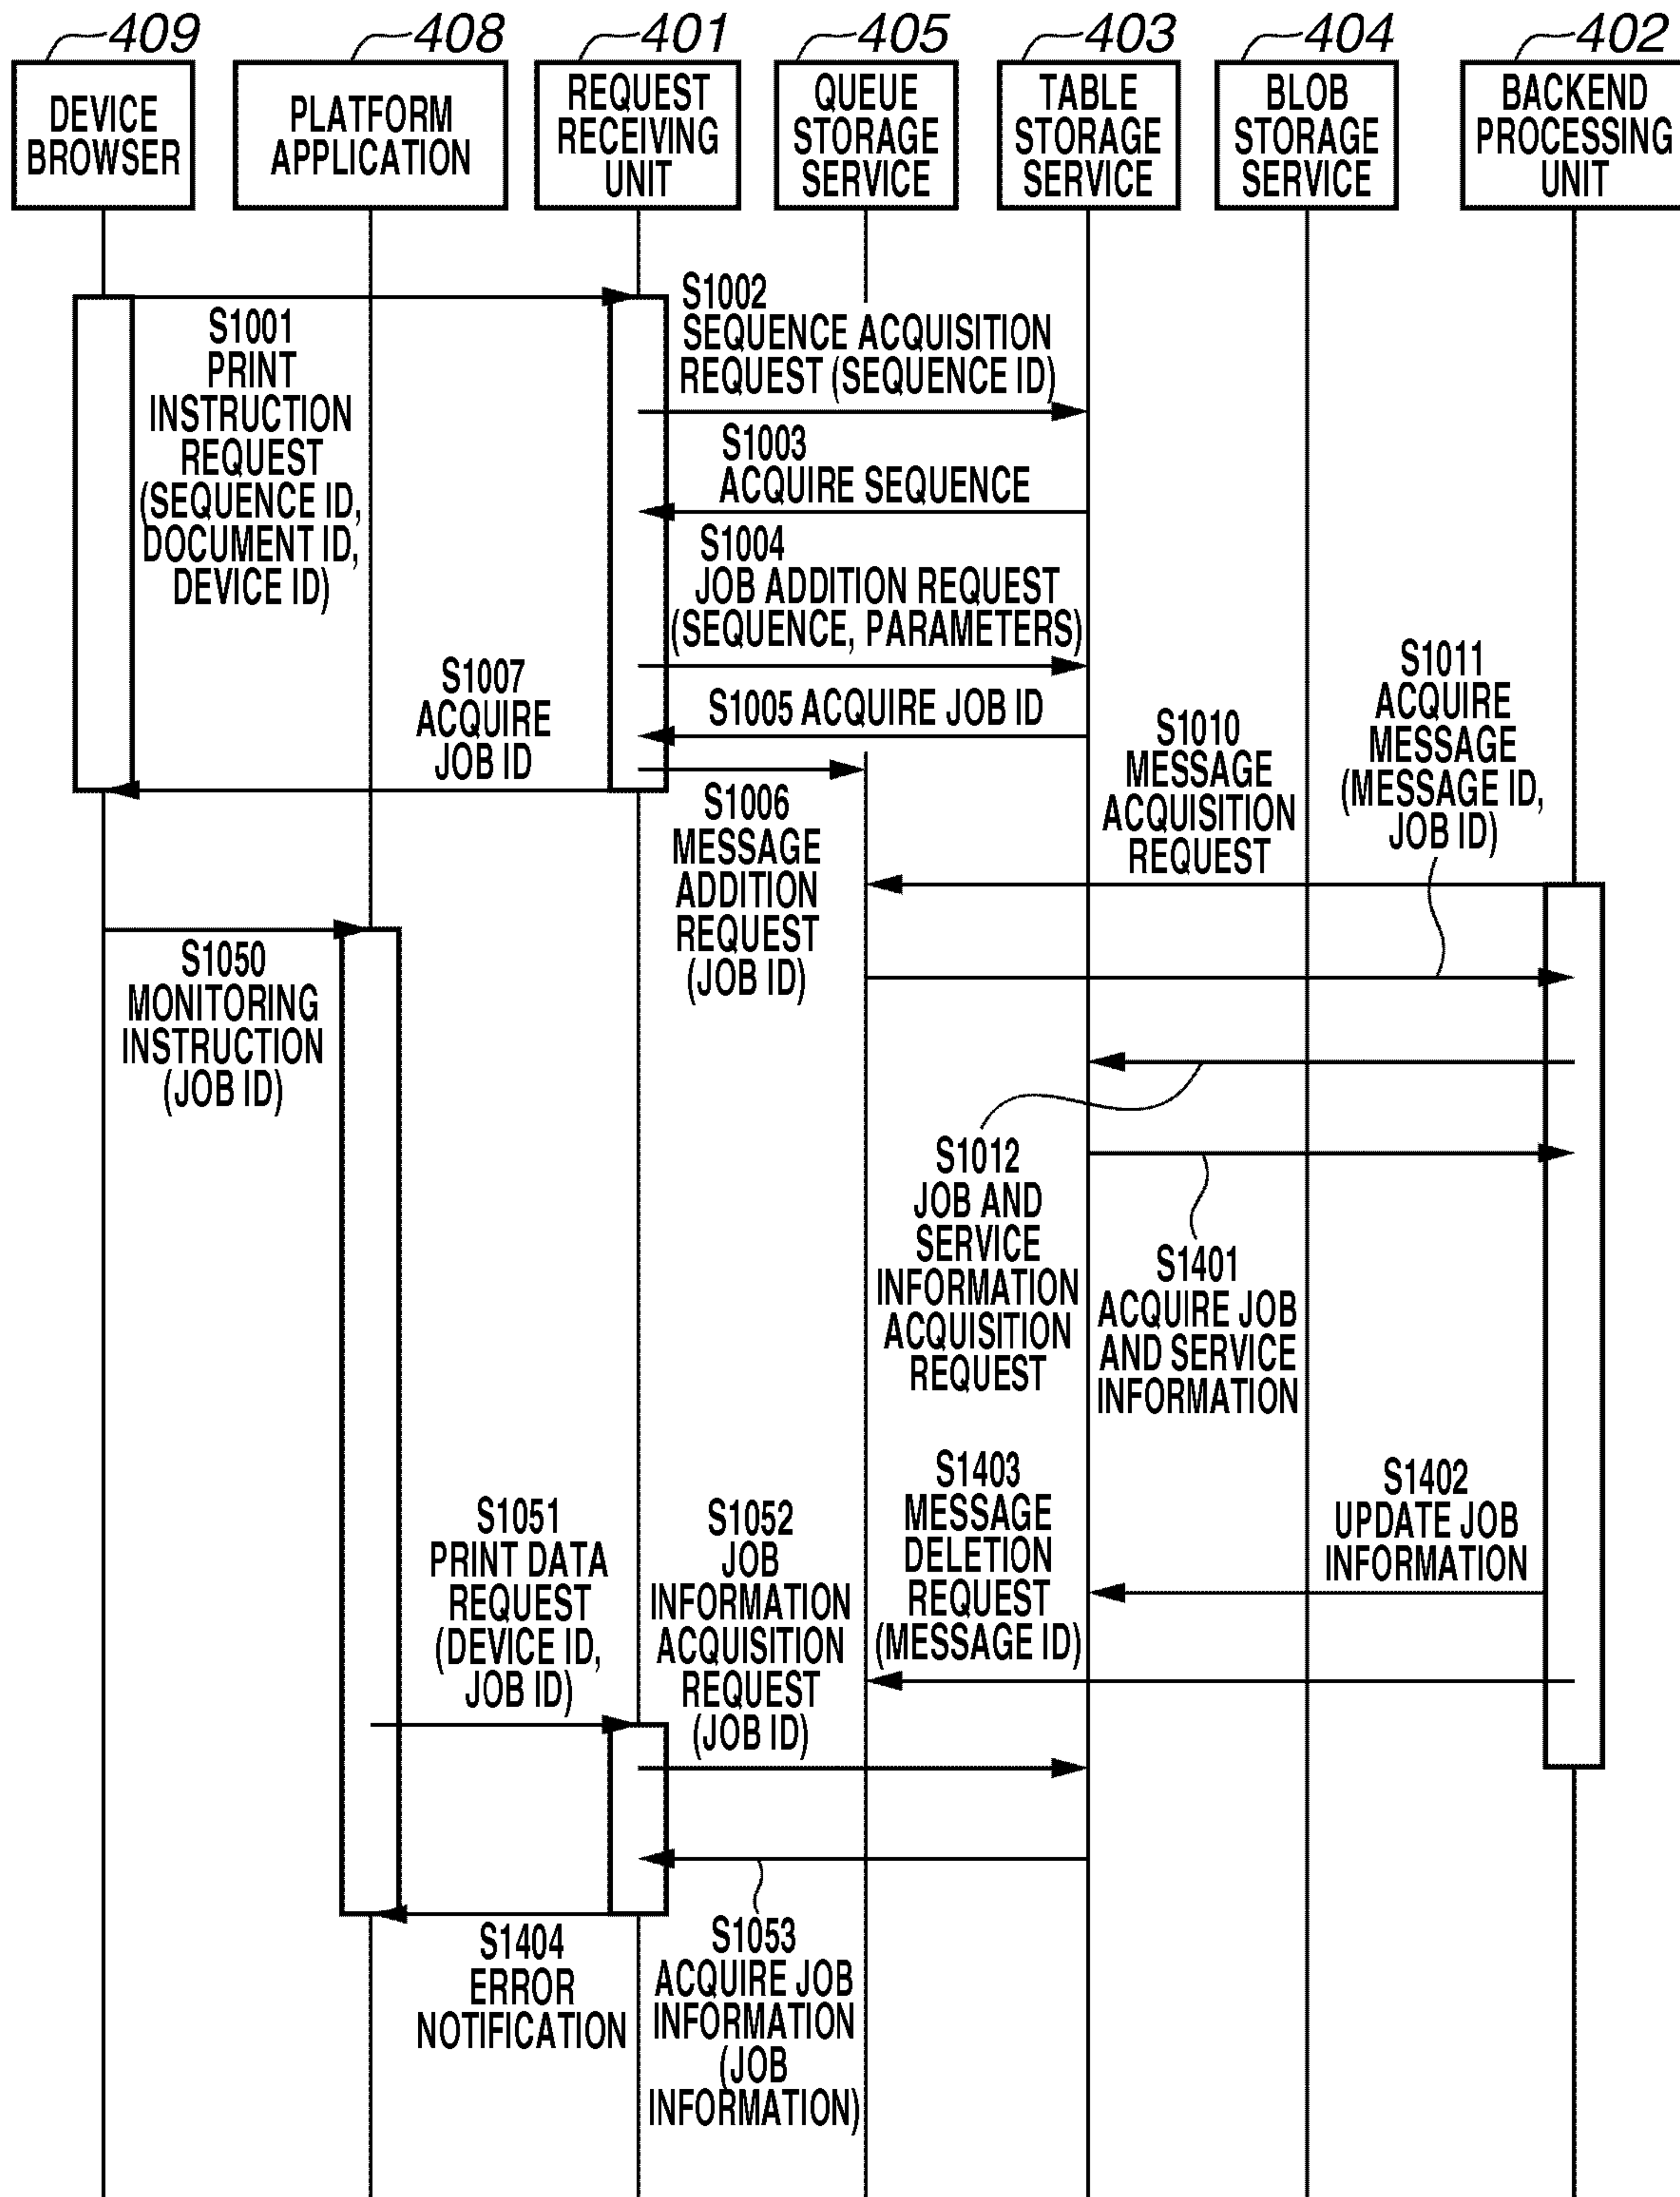 409
408
401
405
403
404
402
DEVICE
BROWSER
PLATFORM
APPLICATION
REQUEST
RECEIVING
UNIT
QUEUE
STORAGE
SERVICE
TABLE
STORAGE
SERVICE
BLOB
STORAGE
SERVICE
BACKEND
PROCESSING
UNIT
S1001
PRINT
INSTRUCTION
REQUEST
(SEQUENCE ID,
DOCUMENT ID,
DEVICE ID)
S1002
SEQUENCE ACQUISITION
REQUEST (SEQUENCE ID)
S1003
ACQUIRE SEQUENCE
S1004
JOB ADDITION REQUEST
(SEQUENCE, PARAMETERS)
S1005 ACQUIRE JOB ID
S1007
ACQUIRE
JOB ID
S1006
MESSAGE
ADDITION
REQUEST
(JOB ID)
S1010
MESSAGE
ACQUISITION
REQUEST
S1011
ACQUIRE
MESSAGE
(MESSAGE ID,
JOB ID)
S1050
MONITORING
INSTRUCTION
(JOB ID)
S1012
JOB AND
SERVICE
INFORMATION
ACQUISITION
REQUEST
S1401
ACQUIRE JOB
AND SERVICE
INFORMATION
S1402
UPDATE JOB
INFORMATION
S1403
MESSAGE
DELETION
REQUEST
(MESSAGE ID)
S1051
PRINT DATA
REQUEST
(DEVICE ID,
JOB ID)
S1052
JOB
INFORMATION
ACQUISITION
REQUEST
(JOB ID)
S1404
ERROR
NOTIFICATION
S1053
ACQUIRE JOB
INFORMATION
(JOB
INFORMATION)